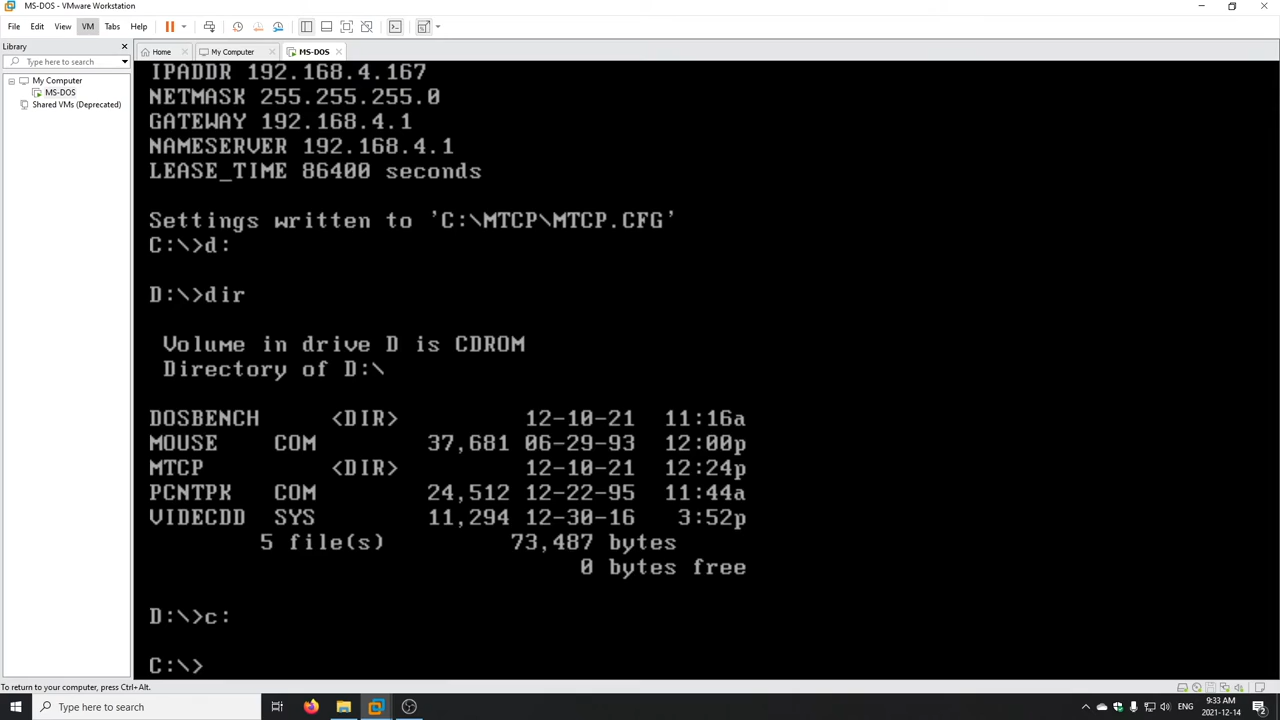 MS-DOS - VMware Workstation
File Edit View VM Tabs Help
Library
Type here to search
My Computer
MS-DOS
Shared VMs (Deprecated)
Home My Computer MS-DOS
IPADDR 192.168.4.167
NETMASK 255.255.255.0
GATEWAY 192.168.4.1
NAMESERVER 192.168.4.1
LEASE_TIME 86400 seconds
Settings written to 'C:\MTCP\MTCP.CFG'
C:\>d:
D:\>dir
Volume in drive D is CDROM
Directory of D:\
DOSBENCH <DIR> 12-10-21 11:16a
MOUSE COM 37,681 06-29-93 12:00p
MTCP <DIR> 12-10-21 12:24p
PCNTPK COM 24,512 12-22-95 11:44a
VIDECDD SYS 11,294 12-30-16 3:52p
5 file(s) 73,487 bytes
0 bytes free
D:\>c:
C:\>
To return to your computer, press Ctrl+Alt.
Type here to search
ENG
9:33 AM
2021-12-14
2